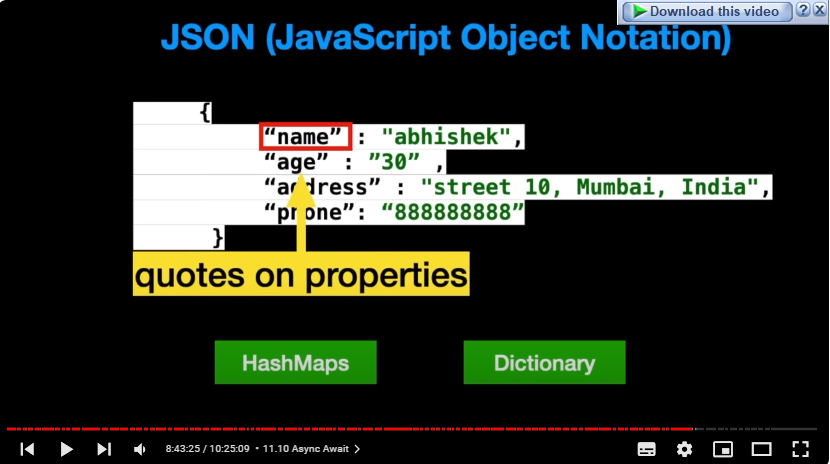 Download this video ? X
JSON (JavaScript Object Notation)
{
“name” : "abhishek",
“age” : ”30” ,
“address” : "street 10, Mumbai, India",
“phone”: “888888888”
}
quotes on properties
HashMaps
Dictionary
8:43:25 / 10:25:09 • 11.10 Async Await >